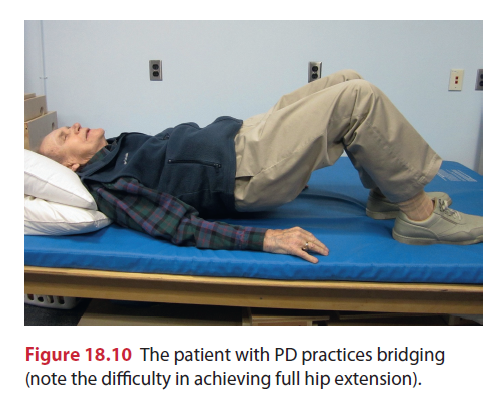 Figure 18.10 The patient with PD practices bridging
(note the difficulty in achieving full hip extension).